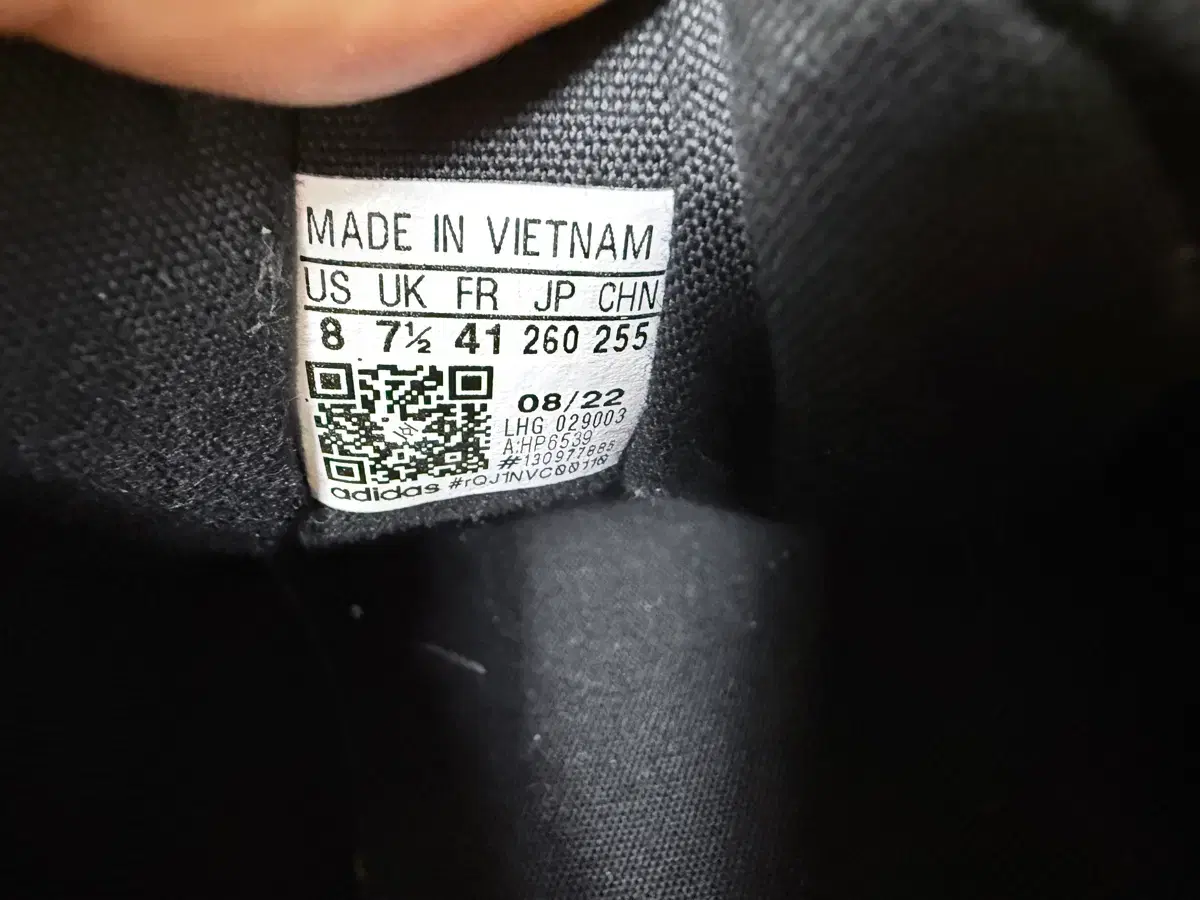 MADE IN VIETNAM
US UK FR JP CHN
8 7½ 41 260 255
08/22
LHG 029003
A:HP6539
#130977885
adidas #rQJ1NVC00110